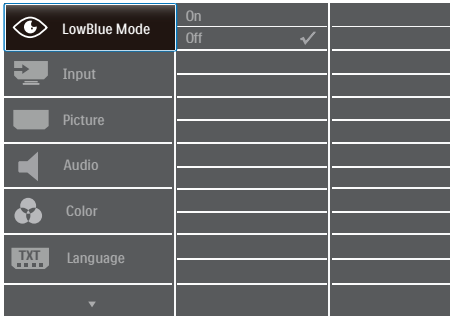 LowBlue Mode
On
Off
Input
Picture
Audio
Color
TXT
Language